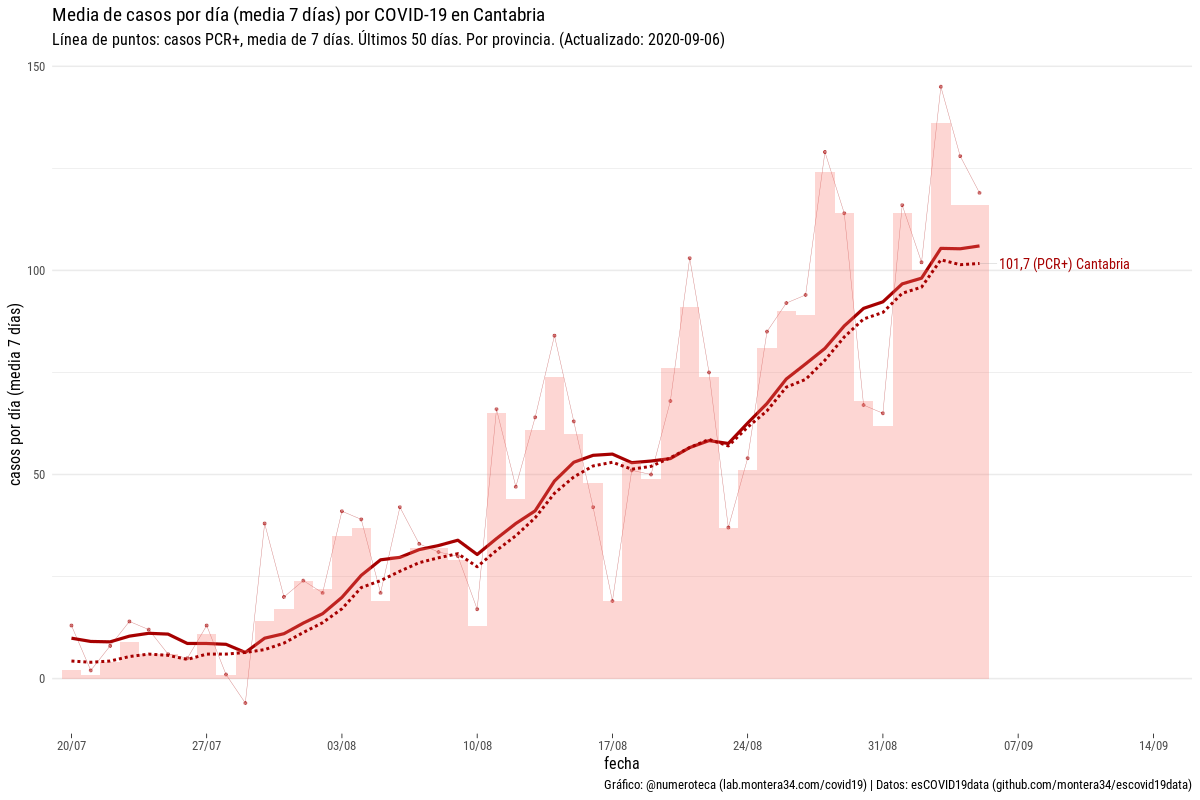 Media de casos por día (media 7 días) por COVID-19 en Cantabria
Línea de puntos: casos PCR+, media de 7 días. Últimos 50 días. Por provincia. (Actualizado: 2020-09-06)
casos por día (media 7 días)
150
100
50
0
101,7 (PCR+) Cantabria
20/07
27/07
03/08
10/08
17/08
24/08
31/08
07/09
14/09
fecha
Gráfico: @numeroteca (lab.montera34.com/covid19) | Datos: esCOVID19data (github.com/montera34/escovid19data)